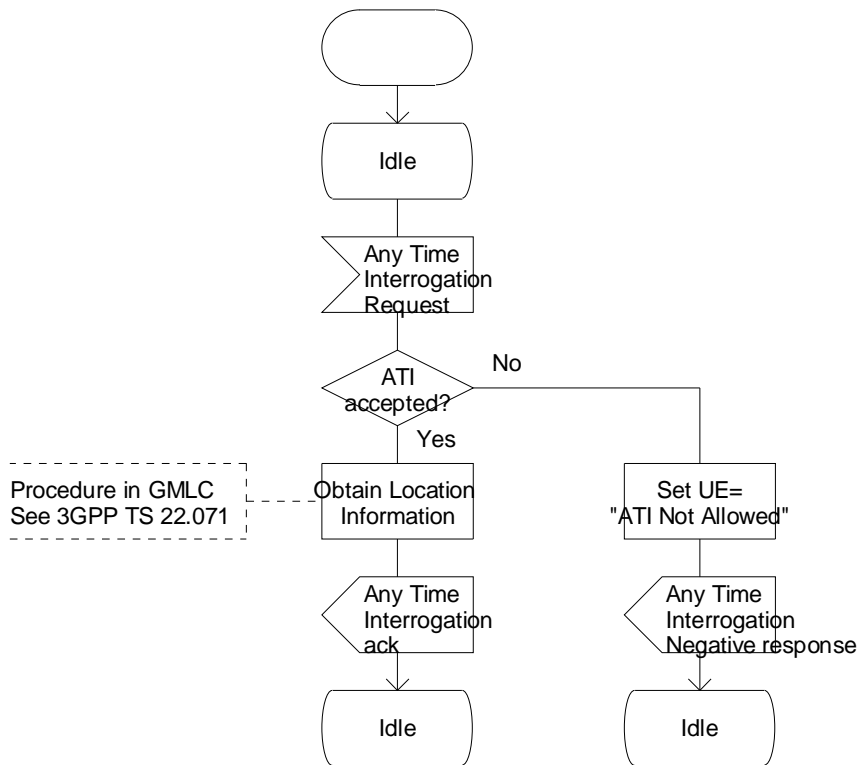 Idle
Any Time
Interrogation
Request
ATI
accepted?
No
Yes
Procedure in GMLC
See 3GPP TS 22.071
Obtain Location
Information
Set UE=
"ATI Not Allowed"
Any Time
Interrogation
ack
Any Time
Interrogation
Negative response
Idle
Idle